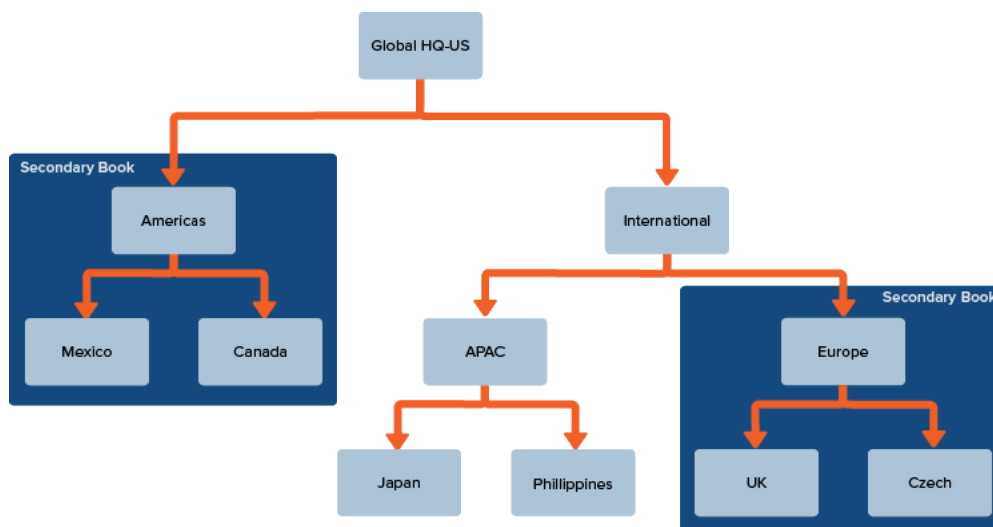 Global HQ-US
Secondary Book
Americas
International
Secondary Book
Mexico
Canada
APAC
Europe
Japan
Phillippines
UK
Czech